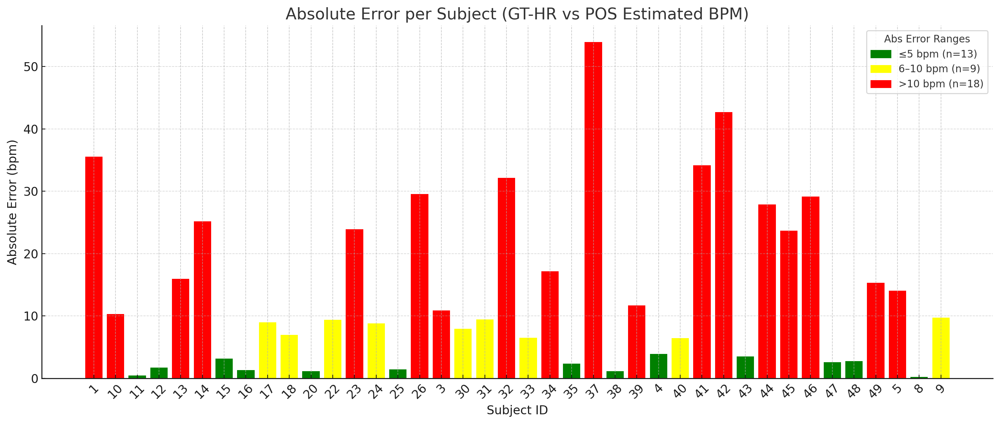 Absolute Error per Subject (GT-HR vs POS Estimated BPM)
Abs Error Ranges
≤5 bpm (n=13)
6–10 bpm (n=9)
>10 bpm (n=18)
Absolute Error (bpm)
50
40
30
20
10
0
1 10 11 12 13 14 15 16 17 18 20 22 23 24 25 26 3 30 31 32 33 34 35 37 38 39 4 40 41 42 43 44 45 46 47 48 49 5 8 9
Subject ID